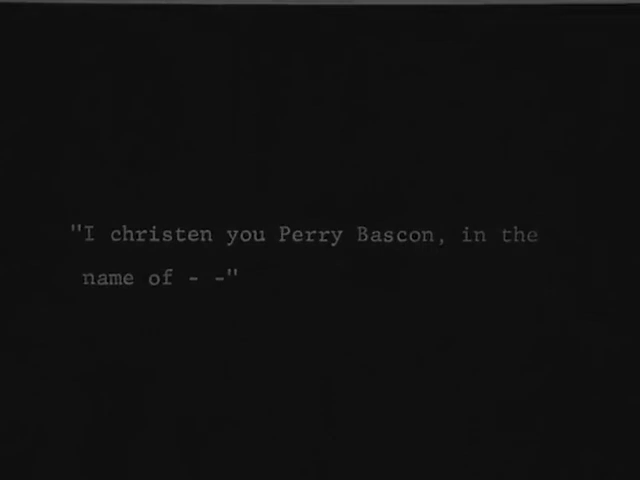 "I christen you Perry Bascon, in the
name of - -"